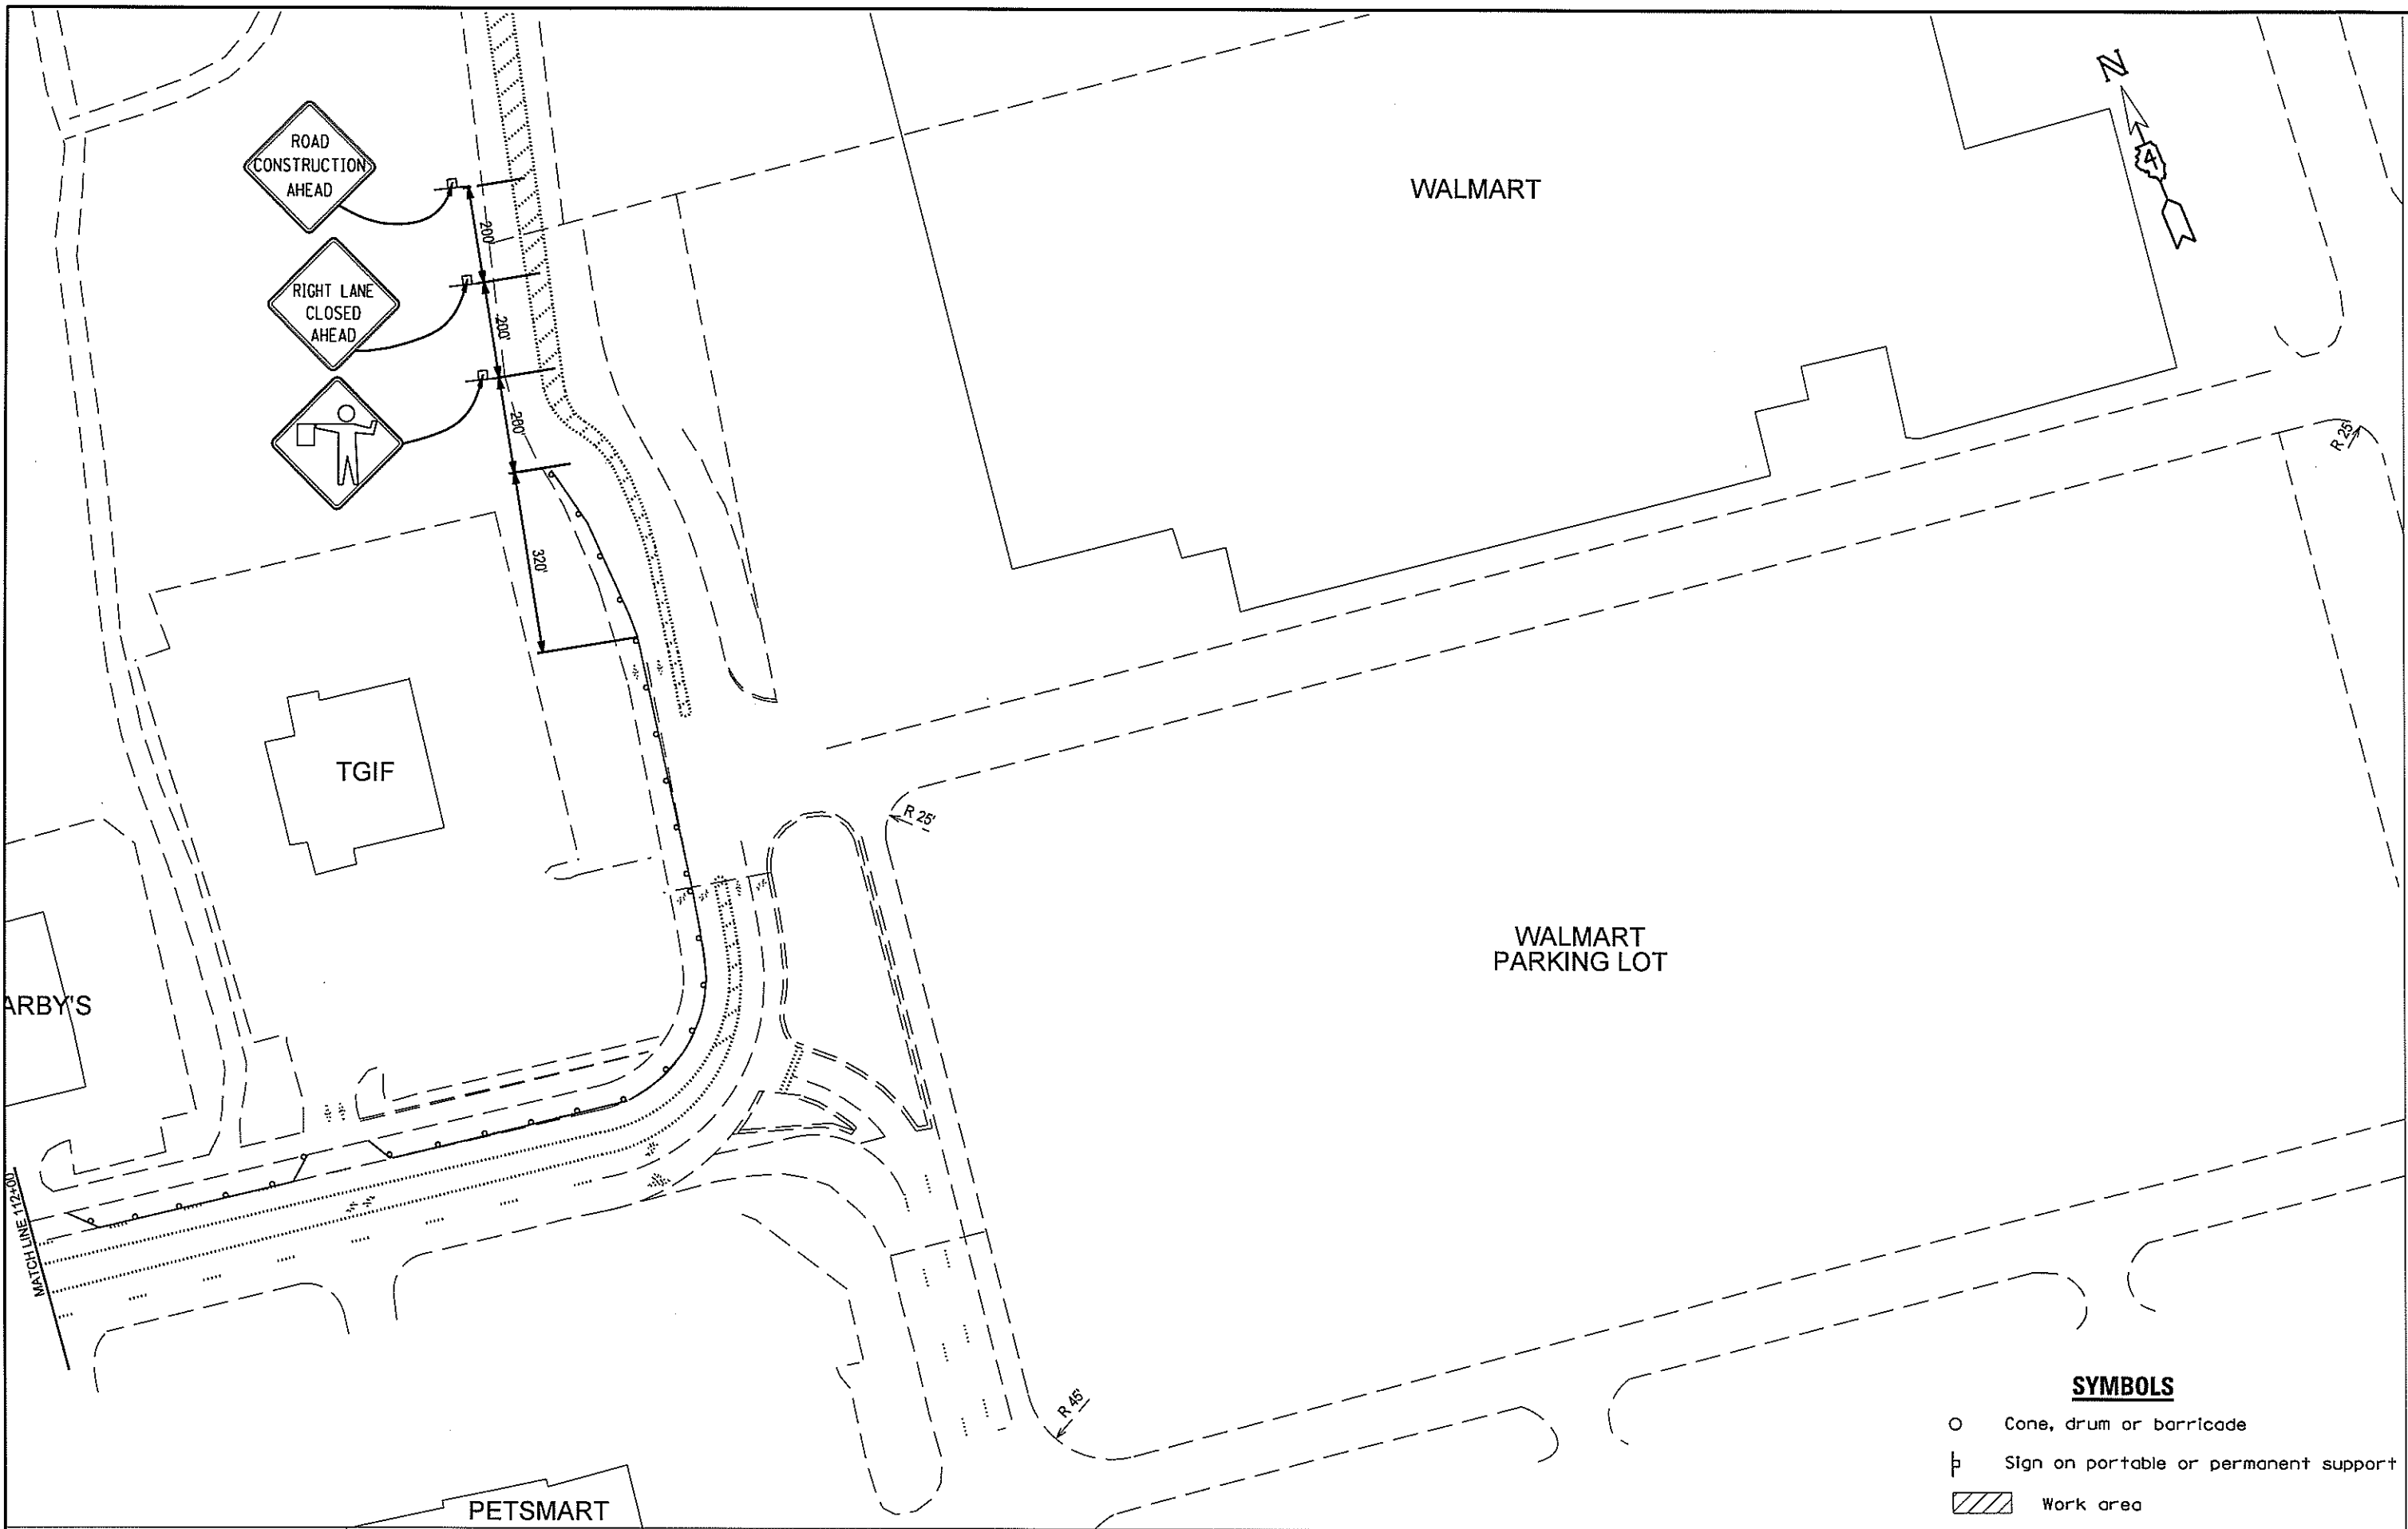 ROAD
CONSTRUCTION
AHEAD
RIGHT LANE
CLOSED
AHEAD
200'
200'
200'
320'
N
4
WALMART
R 25'
TGIF
R 25'
WALMART
PARKING LOT
ARBY'S
MATCH LINE 112+00
R 45'
PETSMART
SYMBOLS
Cone, drum or barricade
Sign on portable or permanent support
Work area